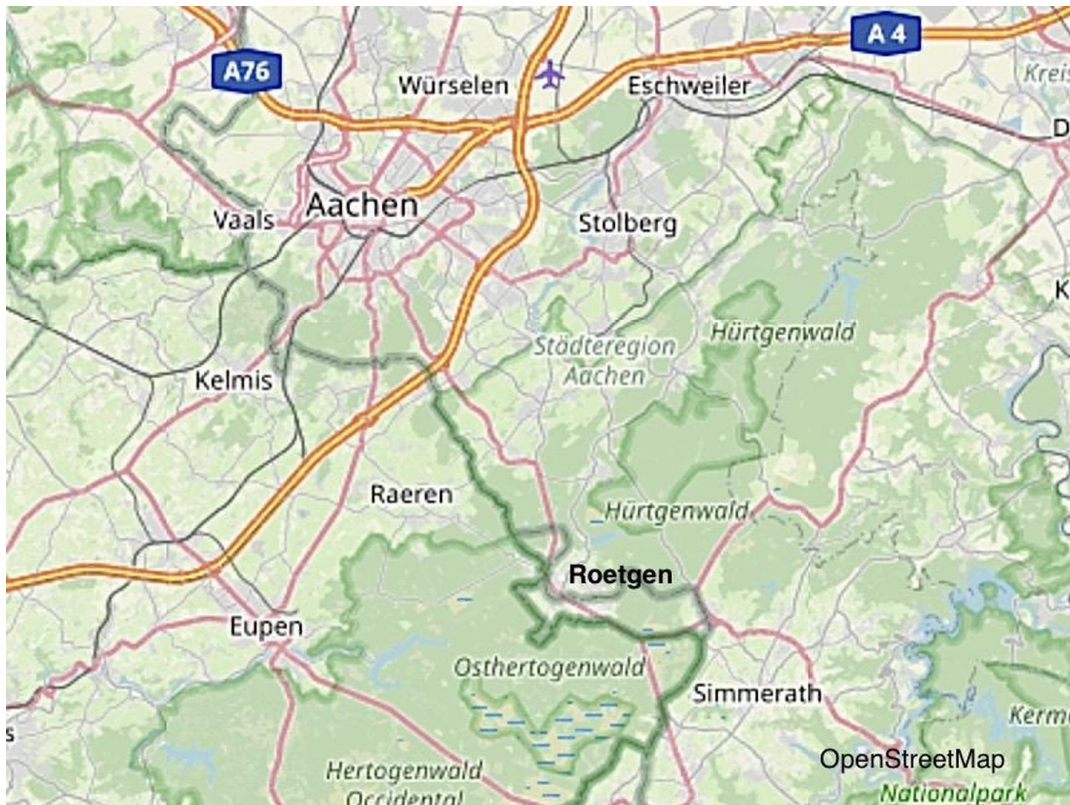 A 4
A76
Kreis
Würselen
Eschweiler
D
Aachen
Vaals
Stolberg
K
Hürtgenwald
Städteregion
Aachen
Kelmis
Raeren
Hürtgenwald
Roetgen
Eupen
Osthertogenwald
Simmerath
Kerme
s
OpenStreetMap
Hertogenwald
Occidental
Nationalpark